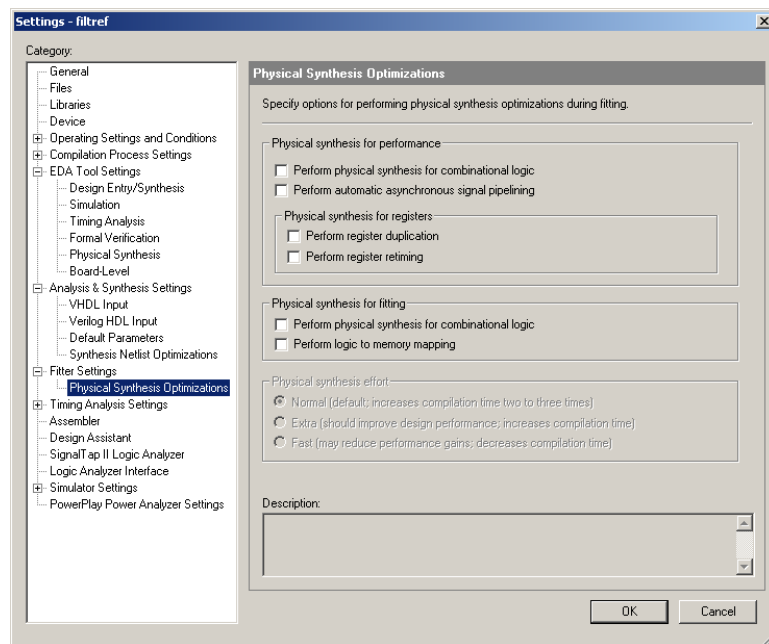 Settings - filtref
Category:
General
Files
Libraries
Device
Operating Settings and Conditions
Compilation Process Settings
EDA Tool Settings
Design Entry/Synthesis
Simulation
Timing Analysis
Formal Verification
Physical Synthesis
Board-Level
Analysis & Synthesis Settings
VHDL Input
Verilog HDL Input
Default Parameters
Synthesis Netlist Optimizations
Fitter Settings
Physical Synthesis Optimizations
Timing Analysis Settings
Assembler
Design Assistant
SignalTap II Logic Analyzer
Logic Analyzer Interface
Simulator Settings
PowerPlay Power Analyzer Settings
Physical Synthesis Optimizations
Specify options for performing physical synthesis optimizations during fitting.
Physical synthesis for performance
Perform physical synthesis for combinational logic
Perform automatic asynchronous signal pipelining
Physical synthesis for registers
Perform register duplication
Perform register retiming
Physical synthesis for fitting
Perform physical synthesis for combinational logic
Perform logic to memory mapping
Physical synthesis effort
Normal (default; increases compilation time two to three times)
Extra (should improve design performance; increases compilation time)
Fast (may reduce performance gains; decreases compilation time)
Description:
OK
Cancel